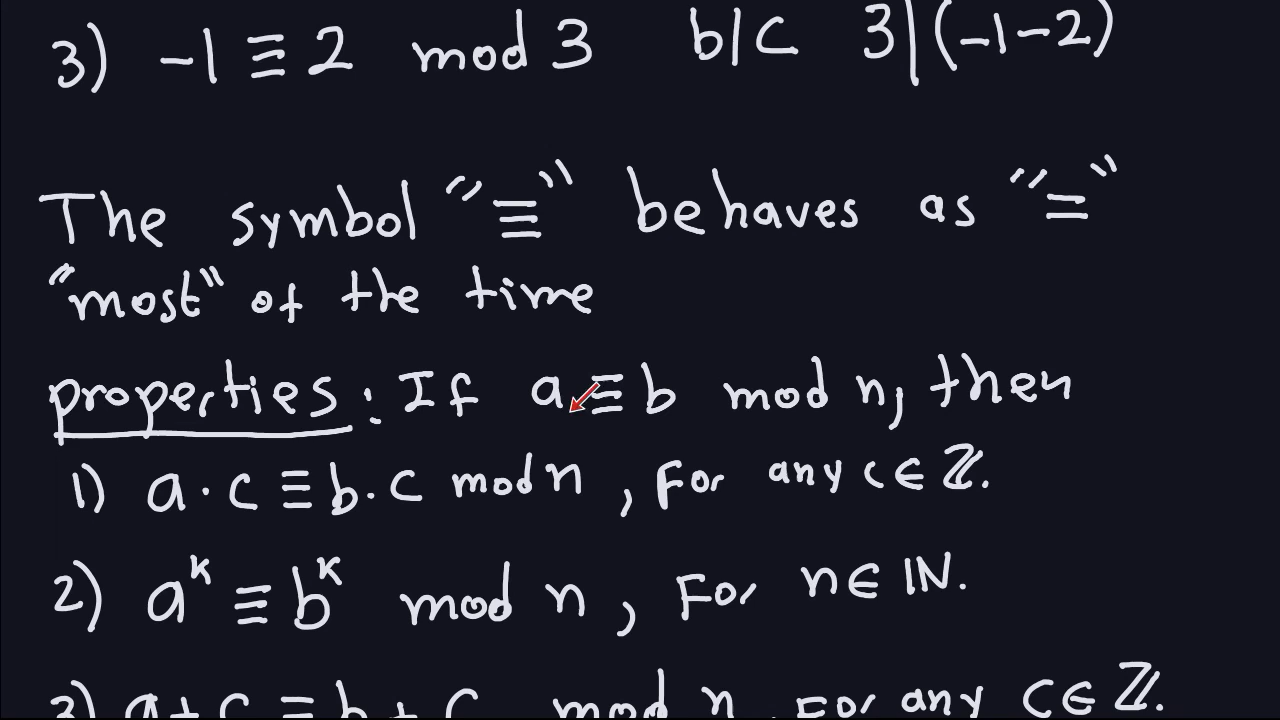 3) -1 ≡ 2 mod 3 b|c 3|(-1-2)
The symbol "≡" behaves as "="
"most" of the time
properties: If a ≡ b mod n, then
1) a·c ≡ b·c mod n, For any c ∈ ℤ.
2) aᵏ ≡ bᵏ mod n, For n ∈ ℕ.
3) a+c ≡ b+c mod n, For any c ∈ ℤ.